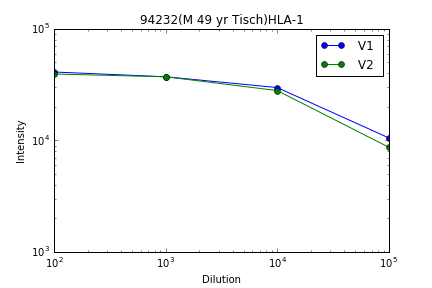 94232(M 49 yr Tisch)HLA-1
10^5
V1
V2
10^4
Intensity
10^3
10^2 10^3 10^4 10^5
Dilution